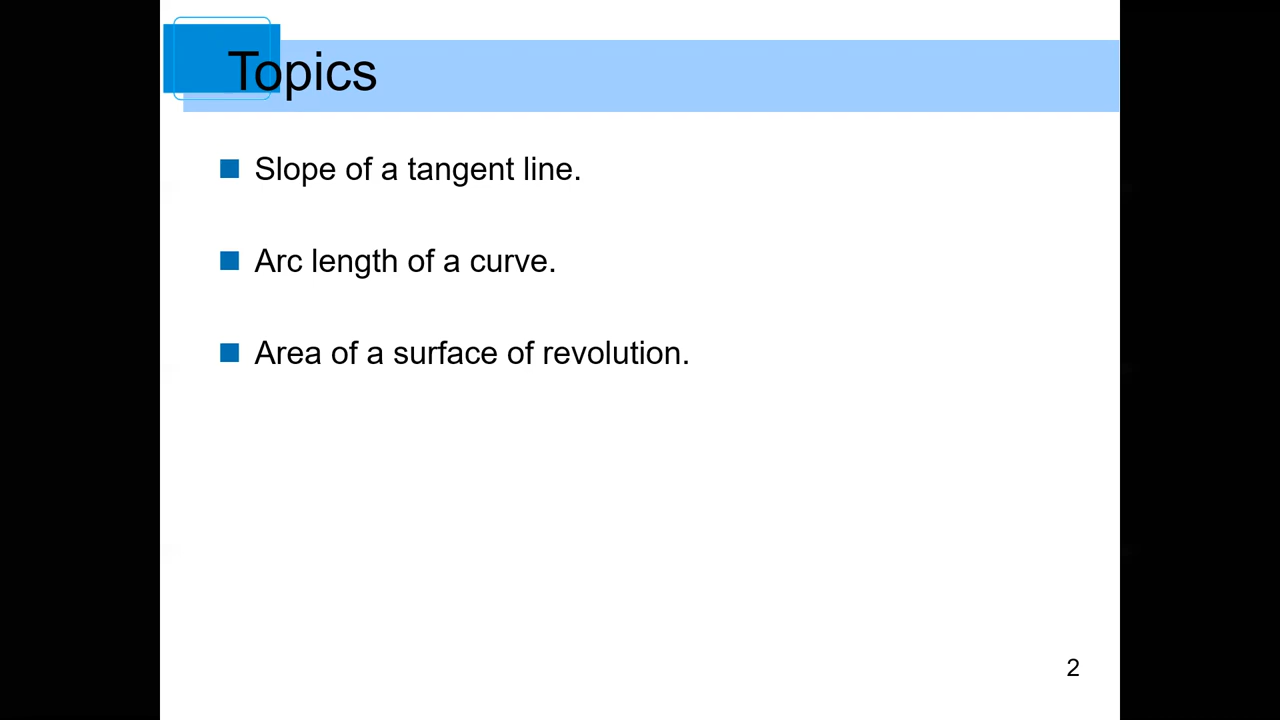 Topics
Slope of a tangent line.
Arc length of a curve.
Area of a surface of revolution.
2